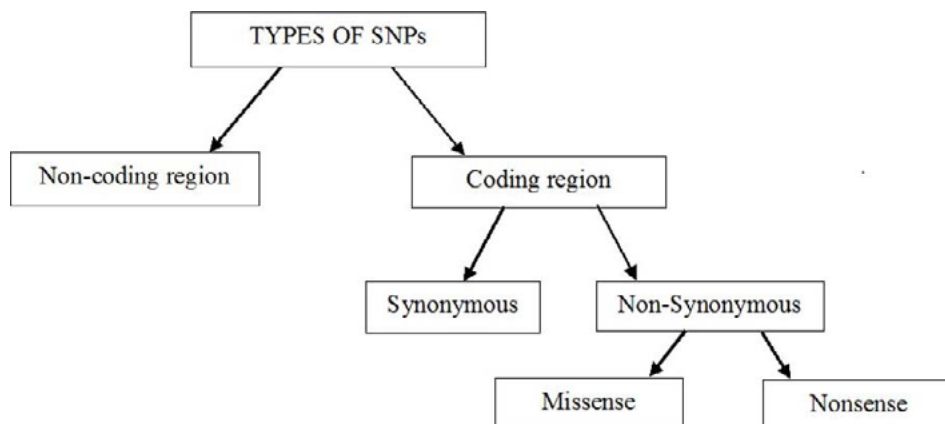 TYPES OF SNPs
Non-coding region
Coding region
Synonymous
Non-Synonymous
Missense
Nonsense